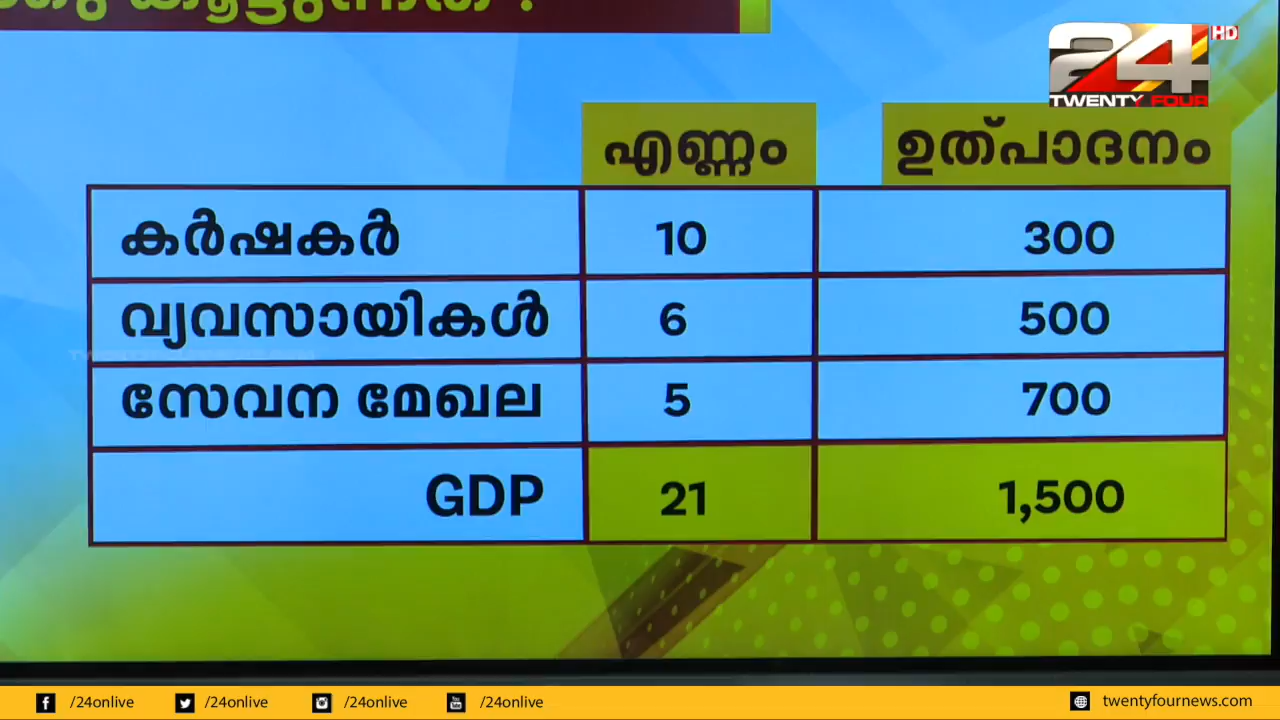 കൂട്ടുന്നത് ?
24 HD
TWENTY FOUR
എണ്ണം ഉത്പാദനം
കർഷകർ 10 300
വ്യവസായികൾ 6 500
സേവന മേഖല 5 700
GDP 21 1,500
/24onlive /24onlive /24onlive /24onlive twentyfournews.com